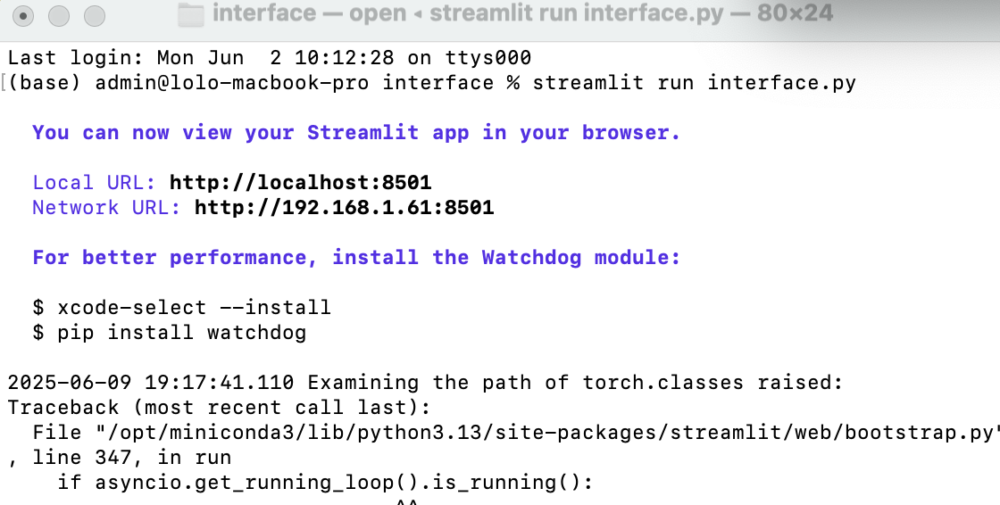 interface — open ◂ streamlit run interface.py — 80×24
Last login: Mon Jun  2 10:12:28 on ttys000
[(base) admin@lolo-macbook-pro interface % streamlit run interface.py
You can now view your Streamlit app in your browser.
Local URL: http://localhost:8501
Network URL: http://192.168.1.61:8501
For better performance, install the Watchdog module:
$ xcode-select --install
$ pip install watchdog
2025-06-09 19:17:41.110 Examining the path of torch.classes raised:
Traceback (most recent call last):
File "/opt/miniconda3/lib/python3.13/site-packages/streamlit/web/bootstrap.py"
, line 347, in run
if asyncio.get_running_loop().is_running():
^^